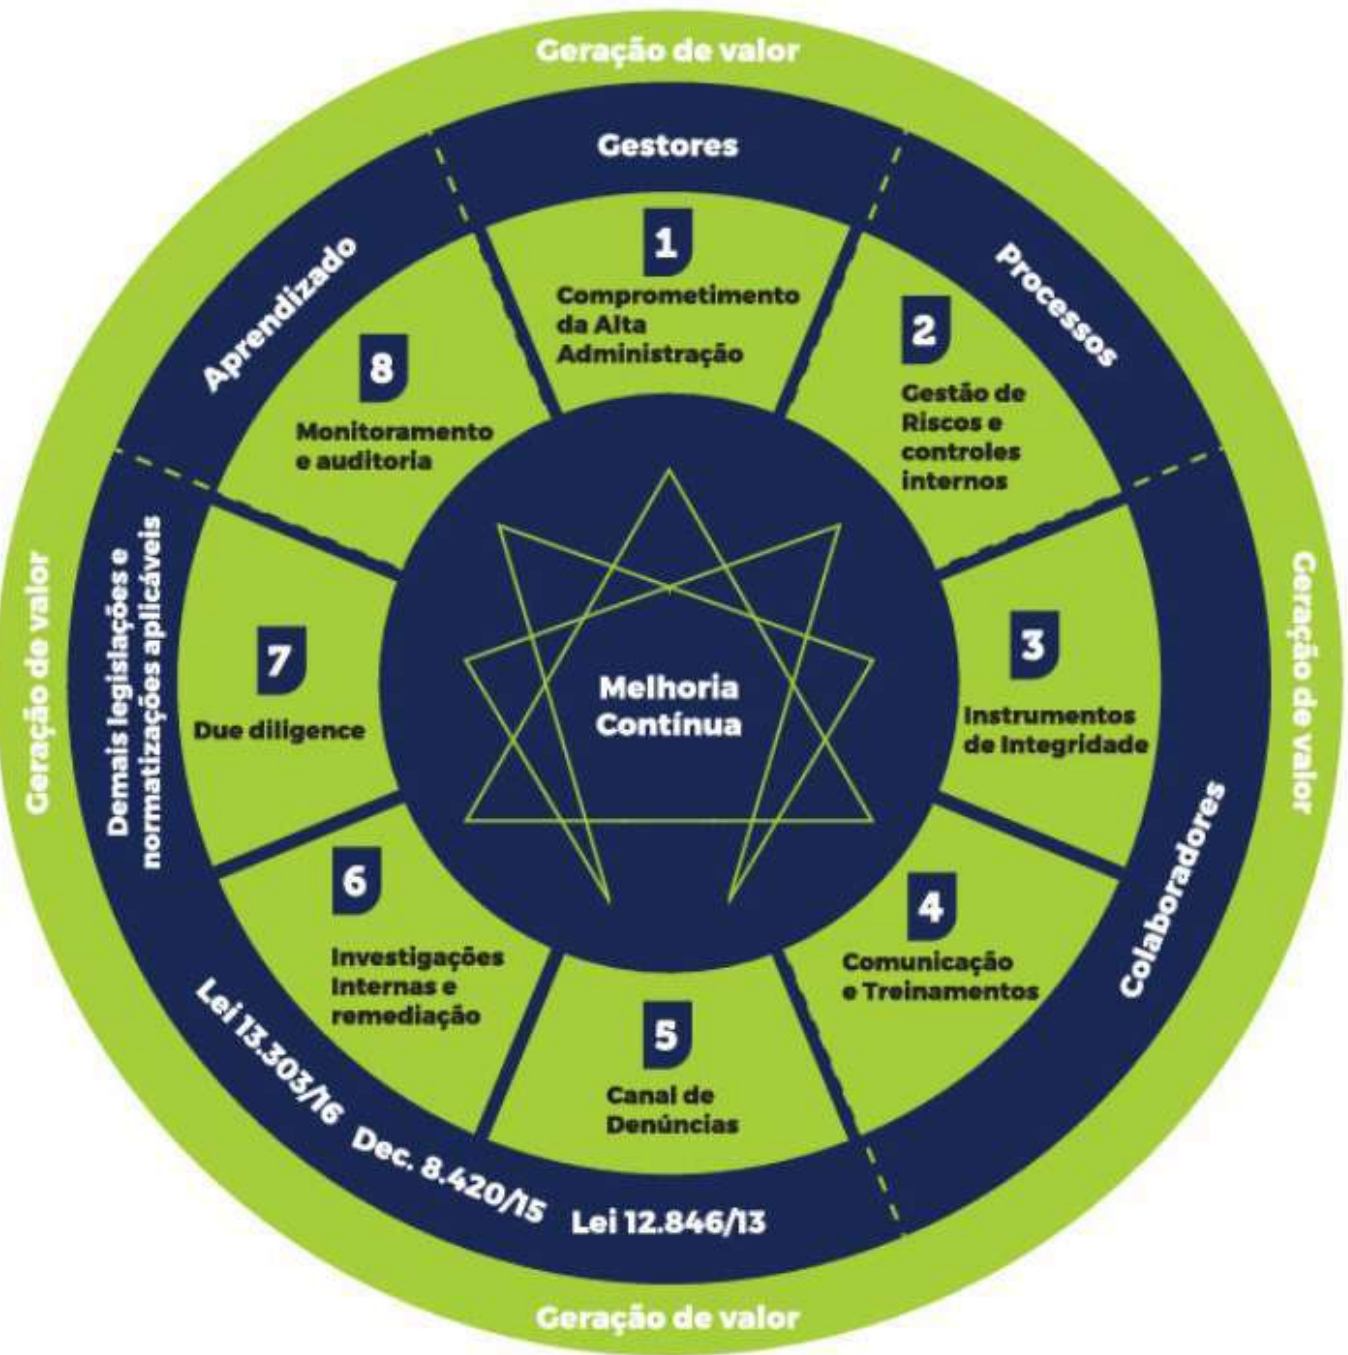 Geração de valor
Gestores
Processos
Colaboradores
Lei 12.846/13
Dec. 8.420/15
Lei 13.303/16
Demais legislações e
normatizações aplicáveis
Aprendizado
1
Comprometimento
da Alta
Administração
2
Gestão de
Riscos e
controles
internos
3
Instrumentos
de Integridade
4
Comunicação
e Treinamentos
5
Canal de
Denúncias
6
Investigações
Internas e
remediação
7
Due diligence
8
Monitoramento
e auditoria
Melhoria
Contínua
Geração de valor
Geração de valor
Geração de valor